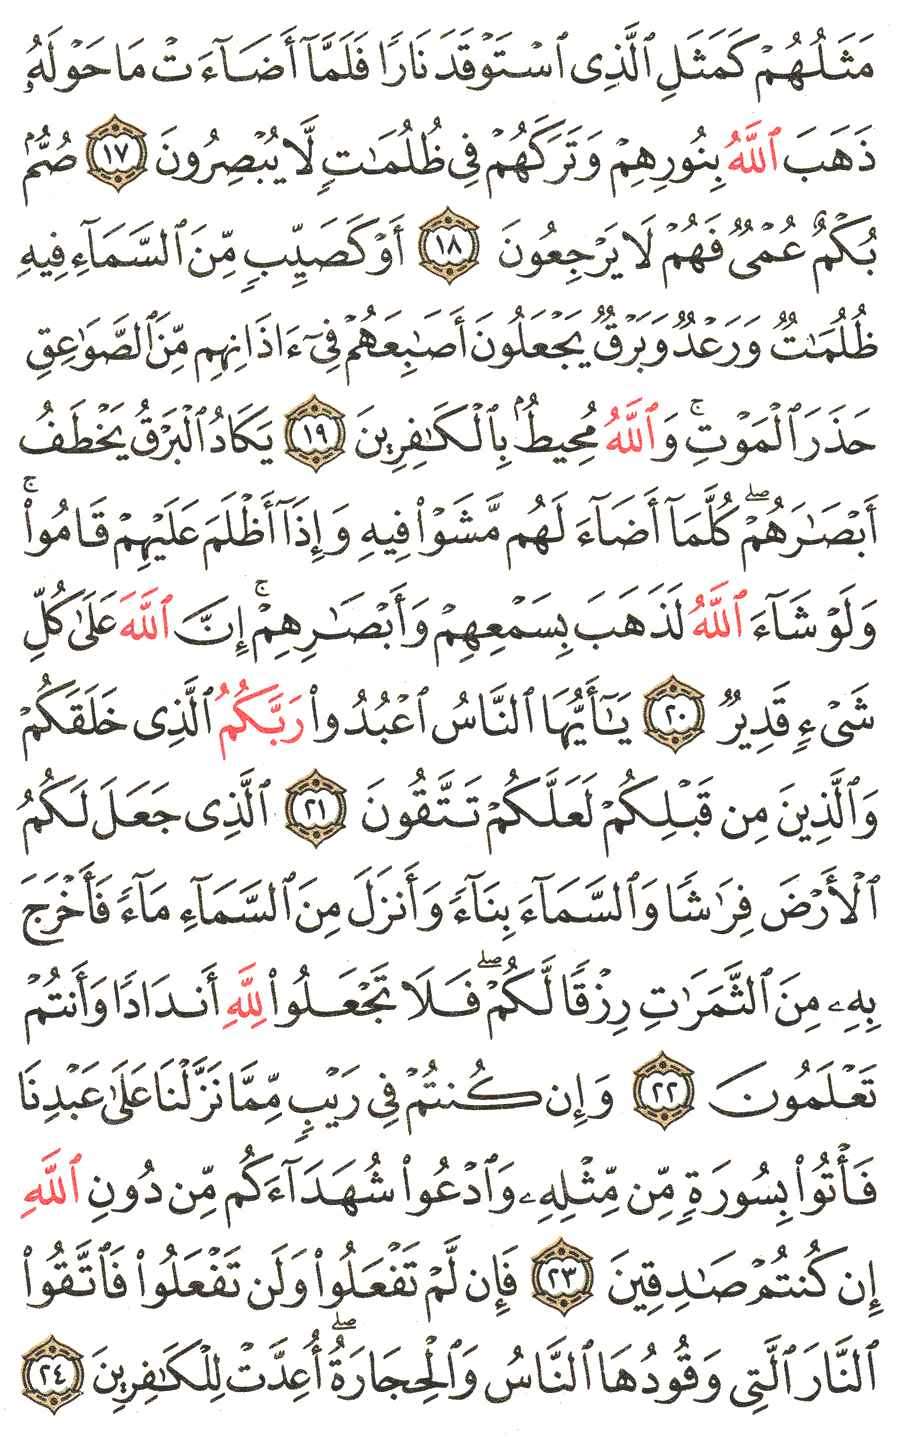 مَثَلُهُمْ كَمَثَلِ ٱلَّذِى ٱسْتَوْقَدَ نَارًا فَلَمَّآ أَضَآءَتْ مَا حَوْلَهُۥ
ذَهَبَ ٱللَّهُ بِنُورِهِمْ وَتَرَكَهُمْ فِى ظُلُمَـٰتٍ لَّا يُبْصِرُونَ ١٧ صُمٌّۢ
بُكْمٌ عُمْىٌ فَهُمْ لَا يَرْجِعُونَ ١٨ أَوْ كَصَيِّبٍ مِّنَ ٱلسَّمَآءِ فِيهِ
ظُلُمَـٰتٌ وَرَعْدٌ وَبَرْقٌ يَجْعَلُونَ أَصَـٰبِعَهُمْ فِىٓ ءَاذَانِهِم مِّنَ ٱلصَّوَٰعِقِ
حَذَرَ ٱلْمَوْتِ ۚ وَٱللَّهُ مُحِيطٌۢ بِٱلْكَـٰفِرِينَ ١٩ يَكَادُ ٱلْبَرْقُ يَخْطَفُ
أَبْصَـٰرَهُمْ ۖ كُلَّمَآ أَضَآءَ لَهُم مَّشَوْا۟ فِيهِ وَإِذَآ أَظْلَمَ عَلَيْهِمْ قَامُوا۟ ۚ
وَلَوْ شَآءَ ٱللَّهُ لَذَهَبَ بِسَمْعِهِمْ وَأَبْصَـٰرِهِمْ ۚ إِنَّ ٱللَّهَ عَلَىٰ كُلِّ
شَىْءٍ قَدِيرٌ ٢٠ يَـٰٓأَيُّهَا ٱلنَّاسُ ٱعْبُدُوا۟ رَبَّكُمُ ٱلَّذِى خَلَقَكُمْ
وَٱلَّذِينَ مِن قَبْلِكُمْ لَعَلَّكُمْ تَتَّقُونَ ٢١ ٱلَّذِى جَعَلَ لَكُمُ
ٱلْأَرْضَ فِرَٰشًا وَٱلسَّمَآءَ بِنَآءً وَأَنزَلَ مِنَ ٱلسَّمَآءِ مَآءً فَأَخْرَجَ
بِهِۦ مِنَ ٱلثَّمَرَٰتِ رِزْقًا لَّكُمْ ۖ فَلَا تَجْعَلُوا۟ لِلَّهِ أَندَادًا وَأَنتُمْ
تَعْلَمُونَ ٢٢ وَإِن كُنتُمْ فِى رَيْبٍ مِّمَّا نَزَّلْنَا عَلَىٰ عَبْدِنَا
فَأْتُوا۟ بِسُورَةٍ مِّن مِّثْلِهِۦ وَٱدْعُوا۟ شُهَدَآءَكُم مِّن دُونِ ٱللَّهِ
إِن كُنتُمْ صَـٰدِقِينَ ٢٣ فَإِن لَّمْ تَفْعَلُوا۟ وَلَن تَفْعَلُوا۟ فَٱتَّقُوا۟
ٱلنَّارَ ٱلَّتِى وَقُودُهَا ٱلنَّاسُ وَٱلْحِجَارَةُ ۖ أُعِدَّتْ لِلْكَـٰفِرِينَ ٢٤